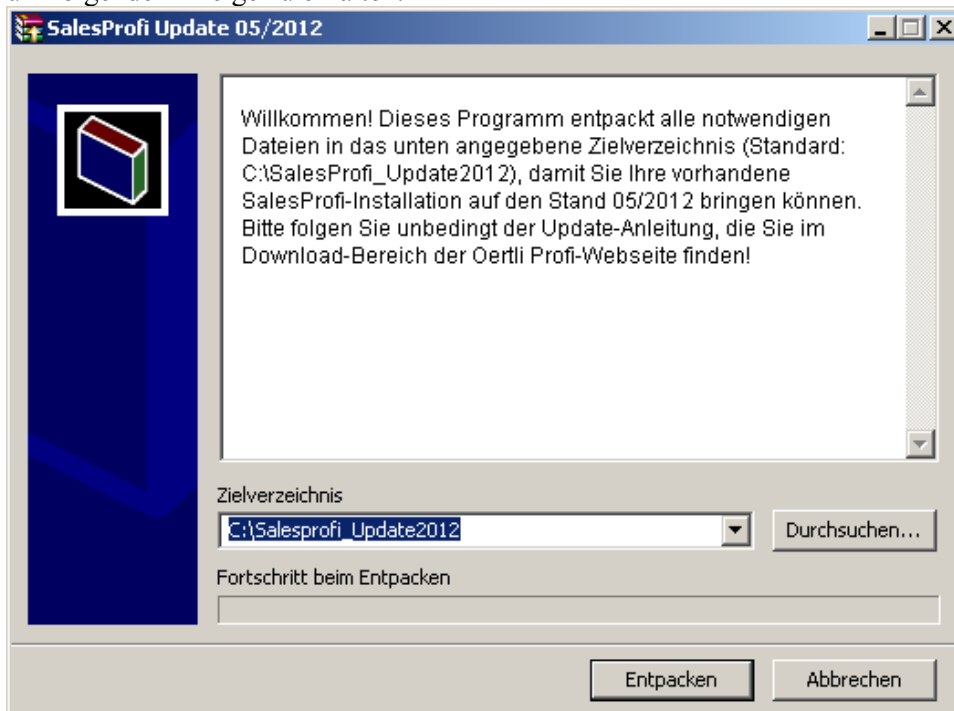 SalesProfi Update 05/2012
Willkommen! Dieses Programm entpackt alle notwendigen
Dateien in das unten angegebene Zielverzeichnis (Standard:
C:\SalesProfi_Update2012), damit Sie Ihre vorhandene
SalesProfi-Installation auf den Stand 05/2012 bringen können.
Bitte folgen Sie unbedingt der Update-Anleitung, die Sie im
Download-Bereich der Oertli Profi-Webseite finden!
Zielverzeichnis
C:\Salesprofi_Update2012
Durchsuchen...
Fortschritt beim Entpacken
Entpacken
Abbrechen